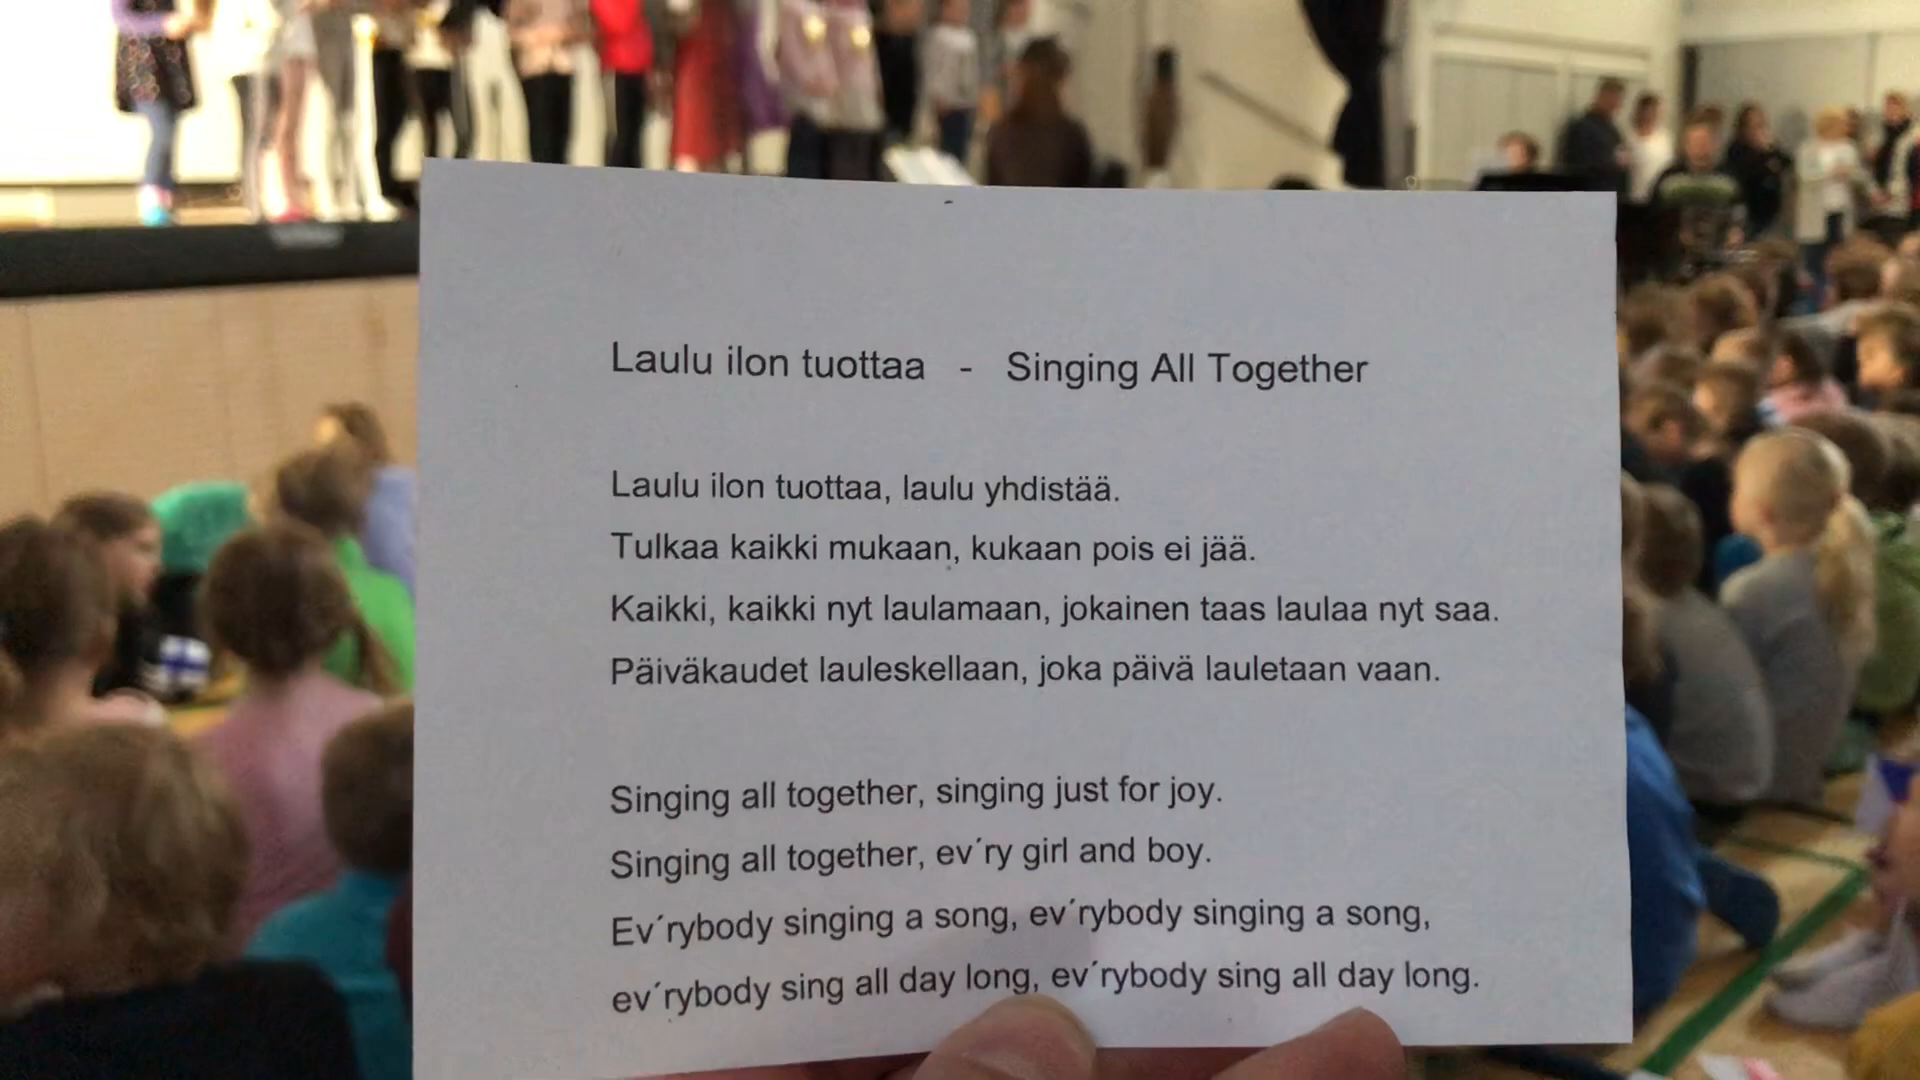 Laulu ilon tuottaa - Singing All Together
Laulu ilon tuottaa, laulu yhdistää.
Tulkaa kaikki mukaan, kukaan pois ei jää.
Kaikki, kaikki nyt laulamaan, jokainen taas laulaa nyt saa.
Päiväkaudet lauleskellaan, joka päivä lauletaan vaan.
Singing all together, singing just for joy.
Singing all together, ev´ry girl and boy.
Ev´rybody singing a song, ev´rybody singing a song,
ev´rybody sing all day long, ev´rybody sing all day long.